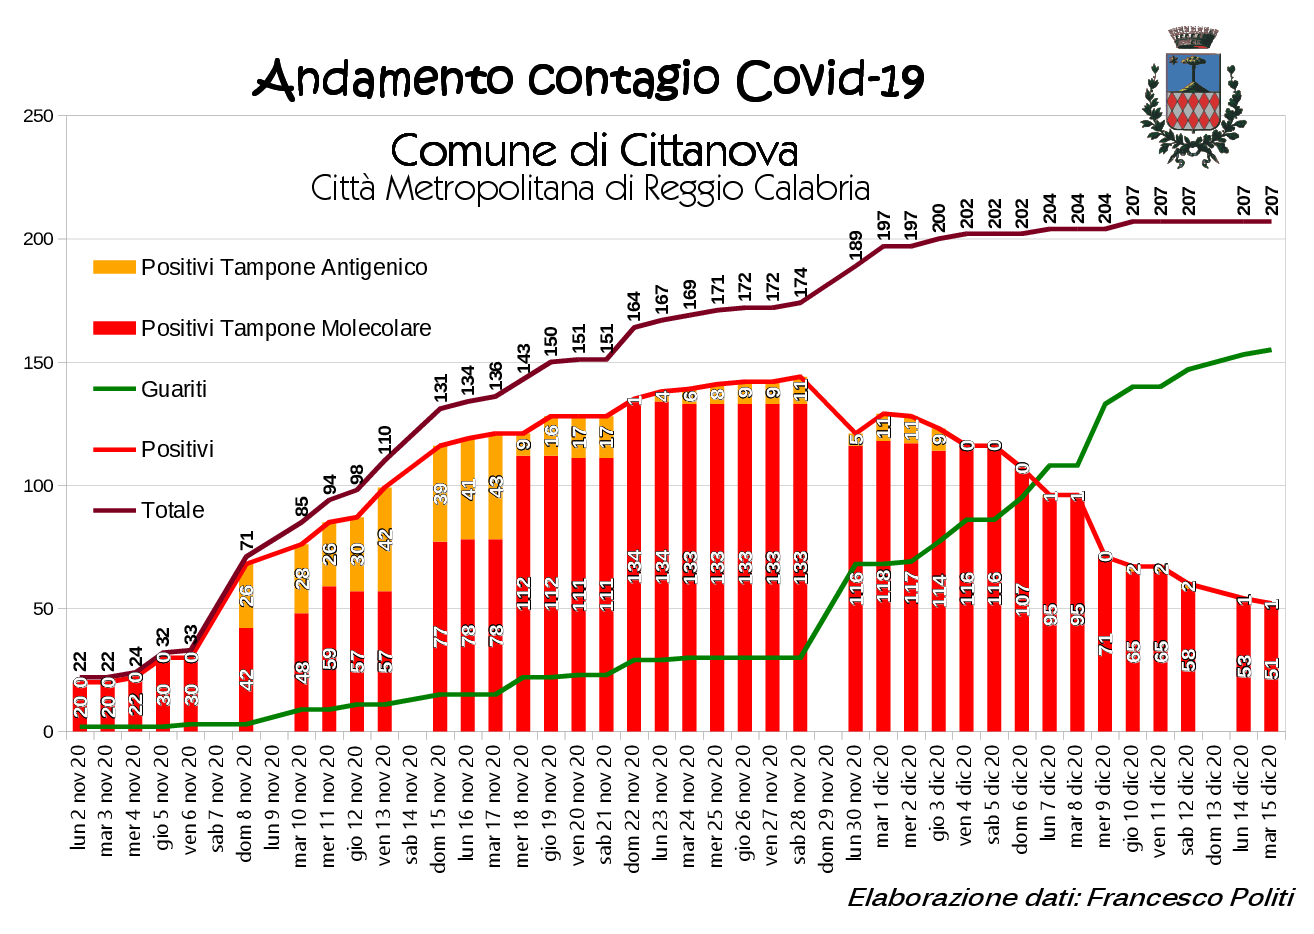 Andamento contagio Covid-19
Comune di Cittanova
Città Metropolitana di Reggio Calabria
250
200
150
100
50
0
Positivi Tampone Antigenico
Positivi Tampone Molecolare
Guariti
Positivi
Totale
22 22 24 32 33 71 85 94 98 110 131 134 136 143 150 151 151 164 167 169 171 172 172 174 189 197 197 200 202 202 202 204 204 204 207 207 207 207 207
0 0 0 0 0 26 28 26 30 42 39 41 43 9 16 17 17 1 4 6 8 9 9 11 5 11 11 9 0 0 0 1 1 0 2 2 2 1 1
20 20 22 30 30 42 48 59 57 57 77 78 78 112 112 111 111 134 134 133 133 133 133 133 116 118 117 114 116 116 107 95 95 71 65 65 58 53 51
lun 2 nov 20
mar 3 nov 20
mer 4 nov 20
gio 5 nov 20
ven 6 nov 20
sab 7 nov 20
dom 8 nov 20
lun 9 nov 20
mar 10 nov 20
mer 11 nov 20
gio 12 nov 20
ven 13 nov 20
sab 14 nov 20
dom 15 nov 20
lun 16 nov 20
mar 17 nov 20
mer 18 nov 20
gio 19 nov 20
ven 20 nov 20
sab 21 nov 20
dom 22 nov 20
lun 23 nov 20
mar 24 nov 20
mer 25 nov 20
gio 26 nov 20
ven 27 nov 20
sab 28 nov 20
dom 29 nov 20
lun 30 nov 20
mar 1 dic 20
mer 2 dic 20
gio 3 dic 20
ven 4 dic 20
sab 5 dic 20
dom 6 dic 20
lun 7 dic 20
mar 8 dic 20
mer 9 dic 20
gio 10 dic 20
ven 11 dic 20
sab 12 dic 20
dom 13 dic 20
lun 14 dic 20
mar 15 dic 20
Elaborazione dati: Francesco Politi